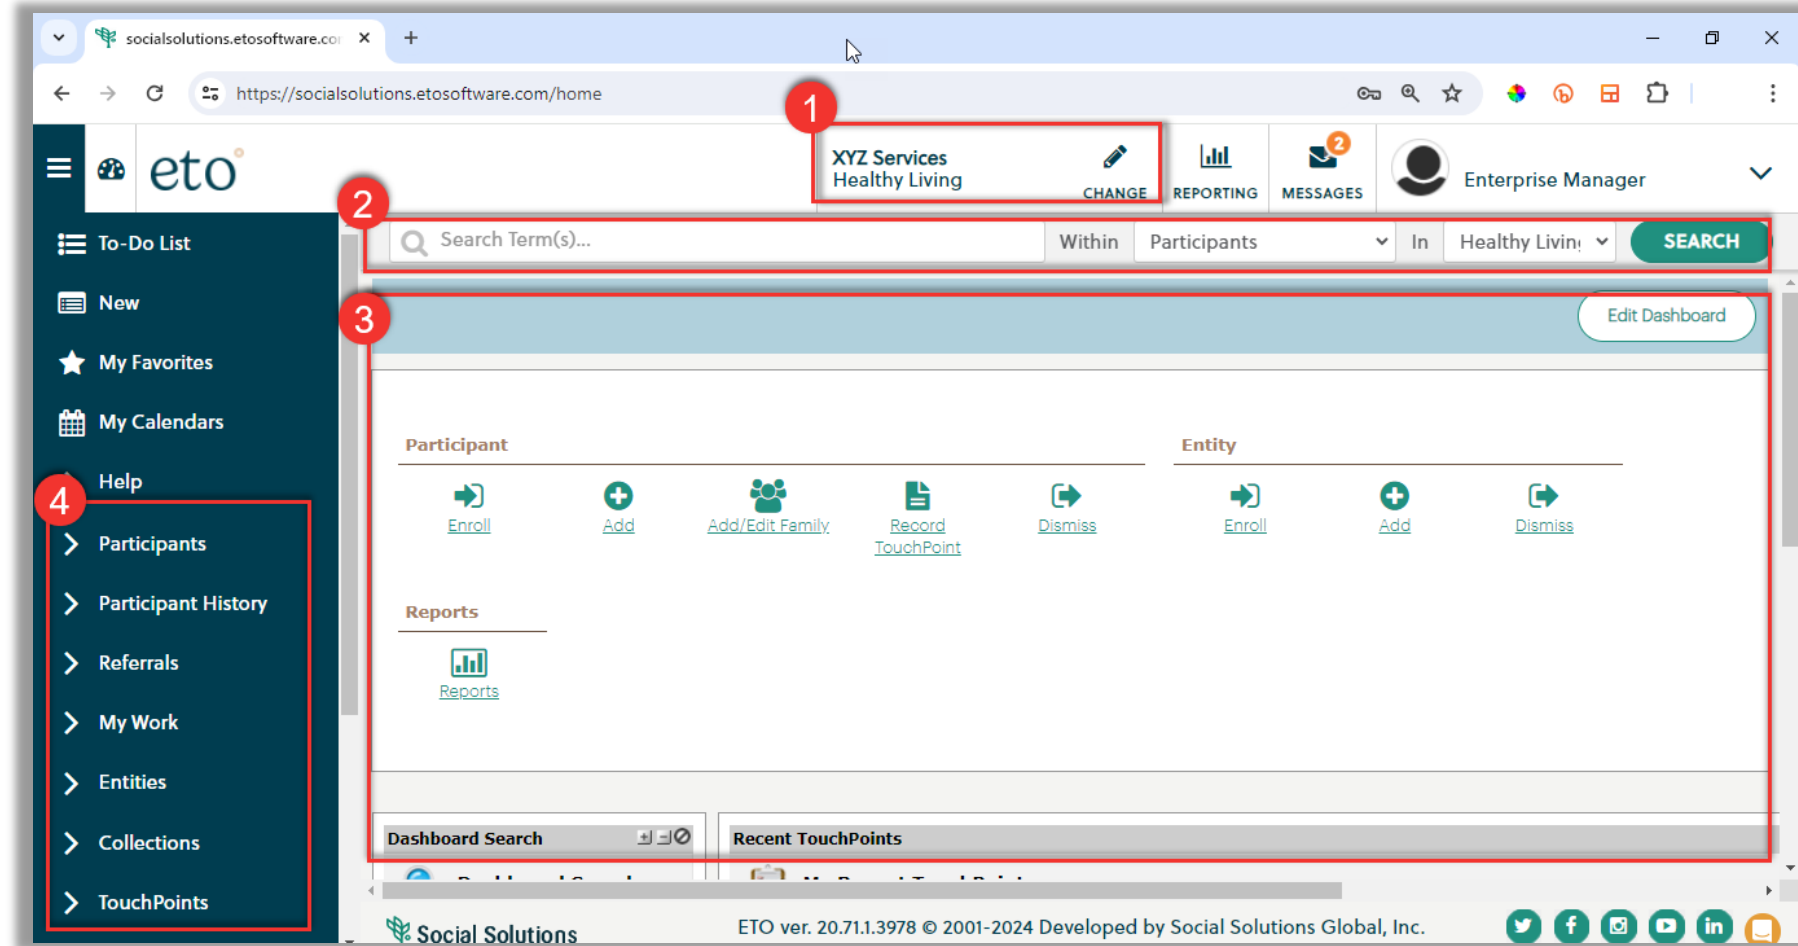 socialsolutions.etosoftware.com
https://socialsolutions.etosoftware.com/home
1
eto
XYZ Services
Healthy Living
CHANGE
REPORTING
2
MESSAGES
Enterprise Manager
2
Search Term(s)...
Within
Participants
In
Healthy Living
SEARCH
To-Do List
New
My Favorites
My Calendars
Help
4
Participants
Participant History
Referrals
My Work
Entities
Collections
TouchPoints
3
Edit Dashboard
Participant
Enroll
Add
Add/Edit Family
Record
TouchPoint
Dismiss
Entity
Enroll
Add
Dismiss
Reports
Reports
Dashboard Search
Recent TouchPoints
Social Solutions
ETO ver. 20.71.1.3978 © 2001-2024 Developed by Social Solutions Global, Inc.